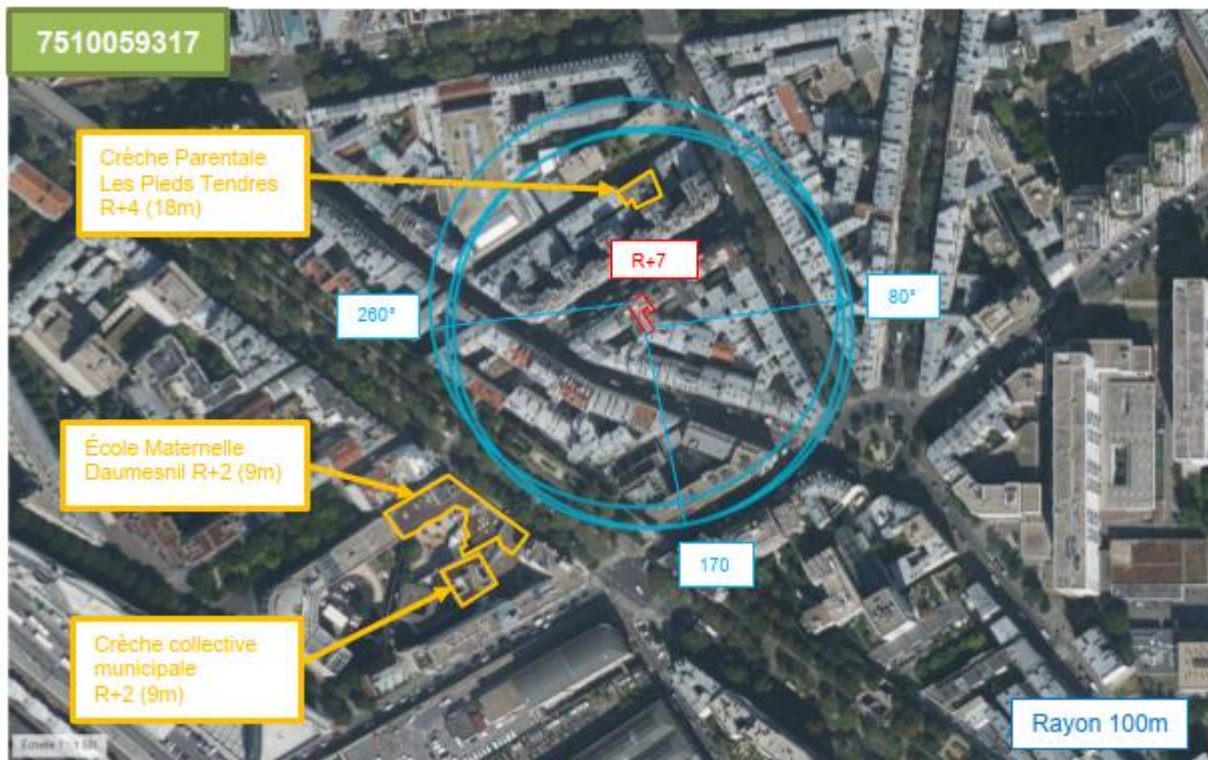 7510059317
Crèche Parentale
Les Pieds Tendres
R+4 (18m)
R+7
260°
80°
École Maternelle
Daumesnil R+2 (9m)
170
Crèche collective
municipale
R+2 (9m)
Rayon 100m